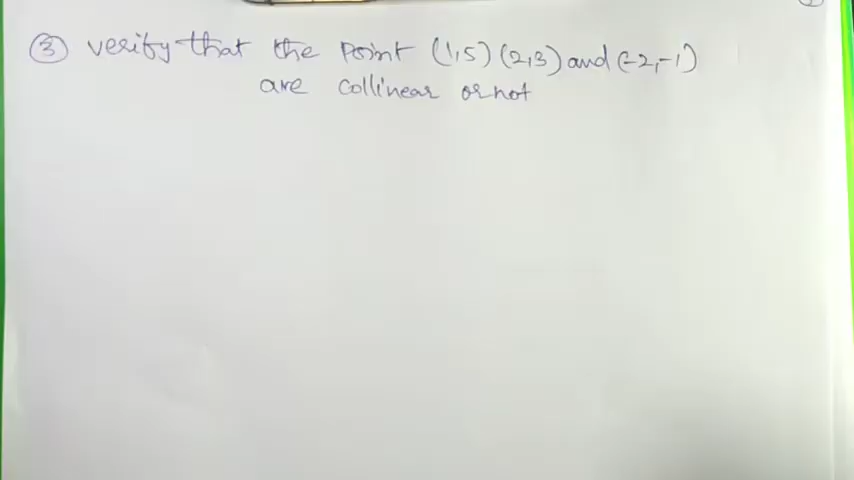 ③ verify that the point (1,5) (2,3) and (-2,-1)
are collinear or not